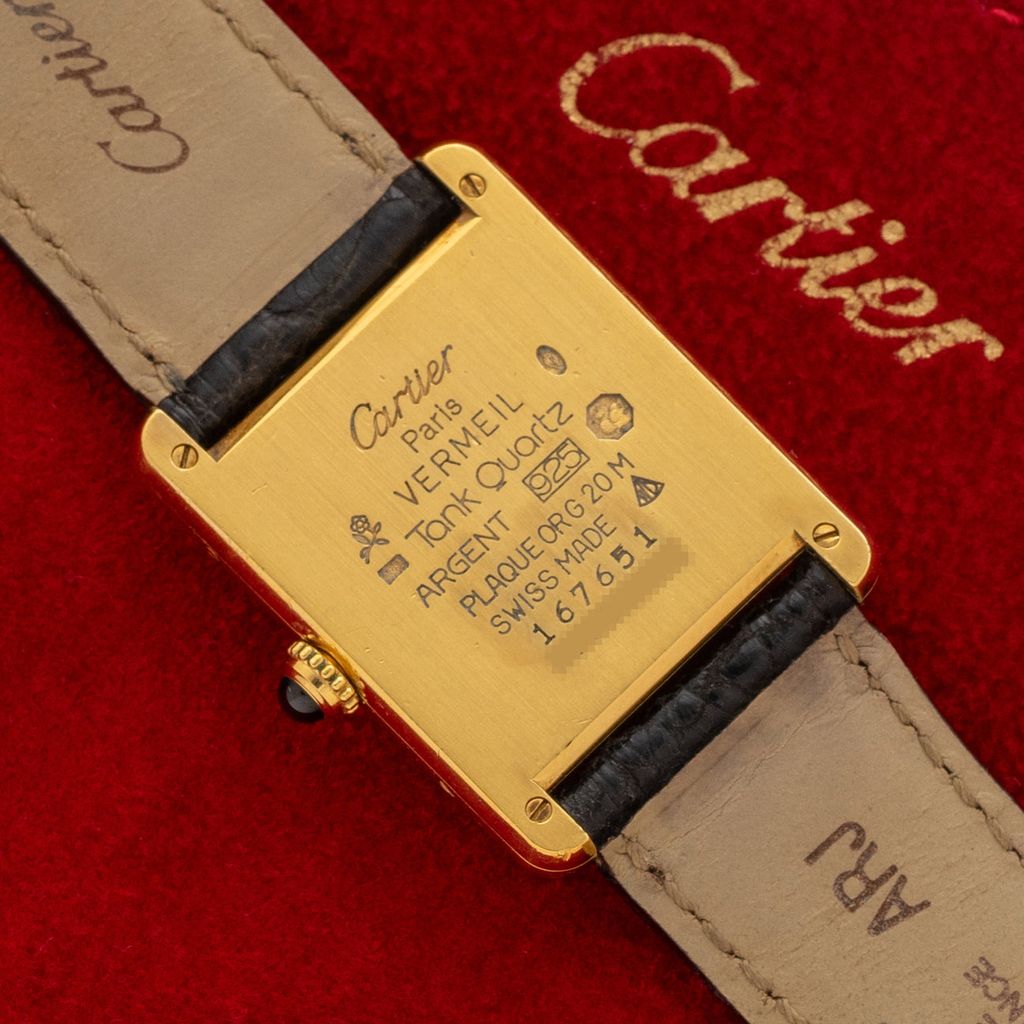 Cartier
Cartier
Cartier
Paris
VERMEIL
Tank Quartz
ARGENT 925
PLAQUE OR G 20 M
SWISS MADE
167651
ARJ